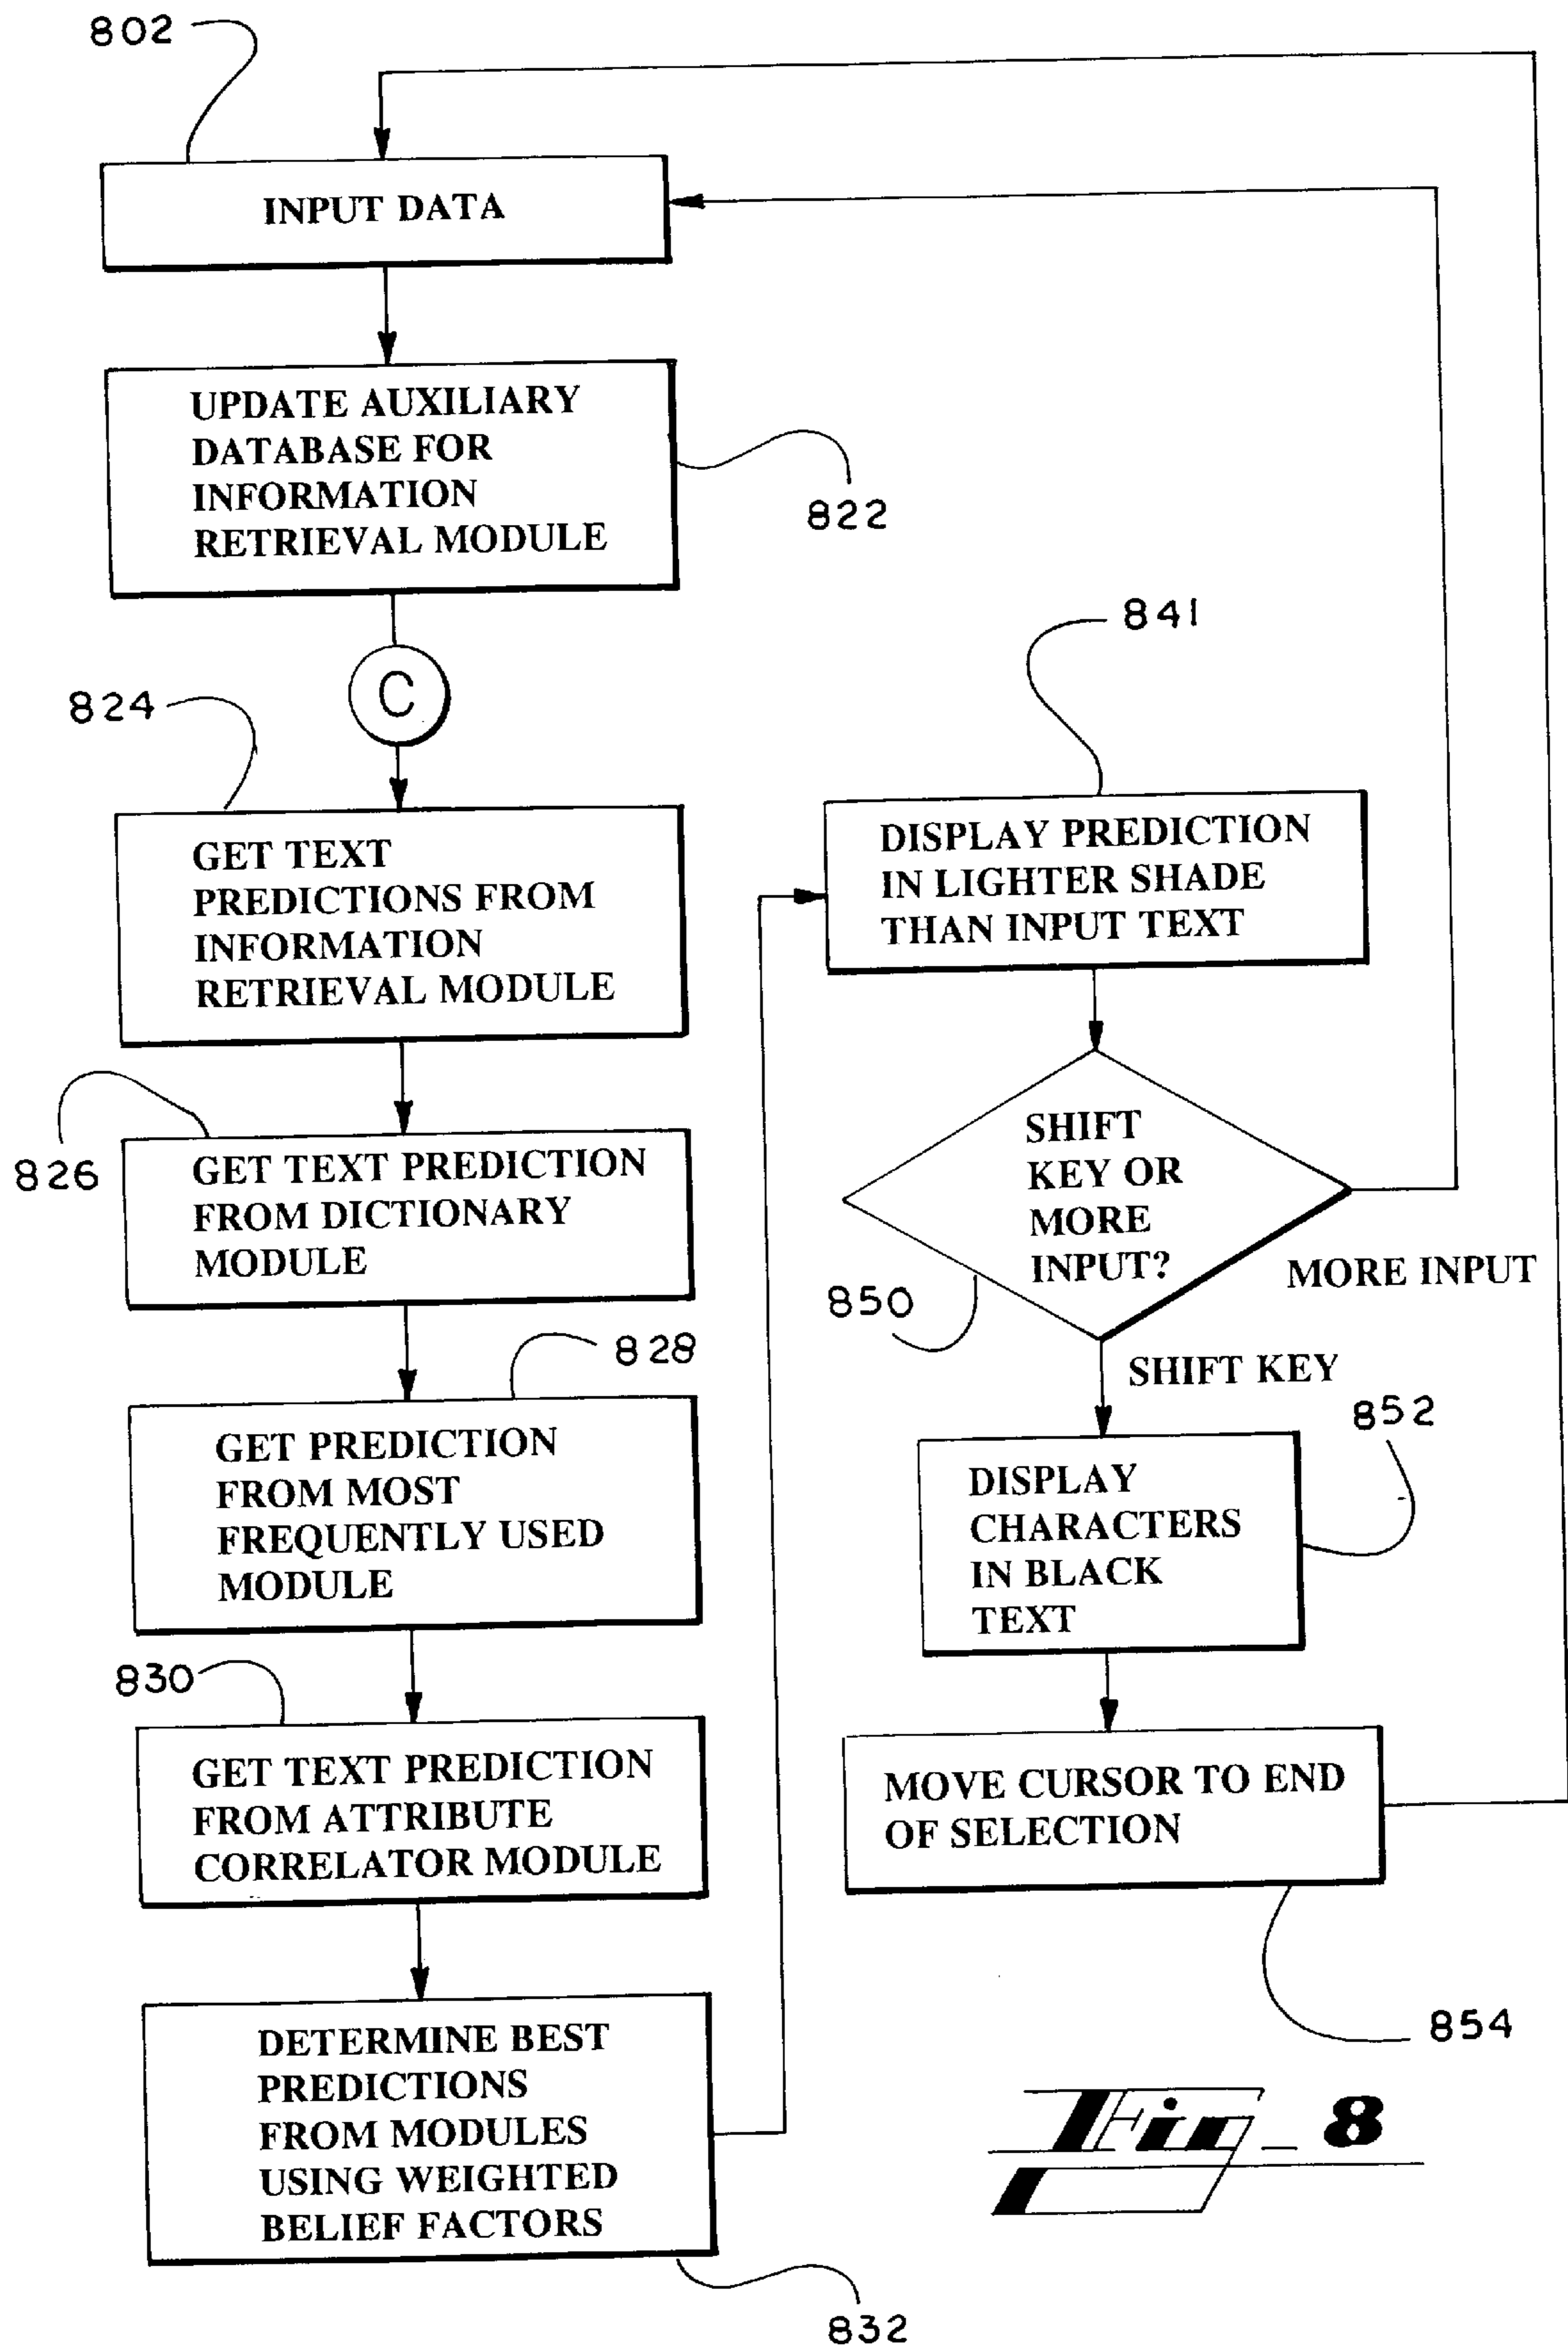 802
INPUT DATA
UPDATE AUXILIARY
DATABASE FOR
INFORMATION
RETRIEVAL MODULE
822
C
824
GET TEXT
PREDICTIONS FROM
INFORMATION
RETRIEVAL MODULE
826
GET TEXT PREDICTION
FROM DICTIONARY
MODULE
828
GET PREDICTION
FROM MOST
FREQUENTLY USED
MODULE
830
GET TEXT PREDICTION
FROM ATTRIBUTE
CORRELATOR MODULE
DETERMINE BEST
PREDICTIONS
FROM MODULES
USING WEIGHTED
BELIEF FACTORS
832
841
DISPLAY PREDICTION
IN LIGHTER SHADE
THAN INPUT TEXT
SHIFT
KEY OR
MORE
INPUT?
850
MORE INPUT
SHIFT KEY
852
DISPLAY
CHARACTERS
IN BLACK
TEXT
MOVE CURSOR TO END
OF SELECTION
854
Fig_8